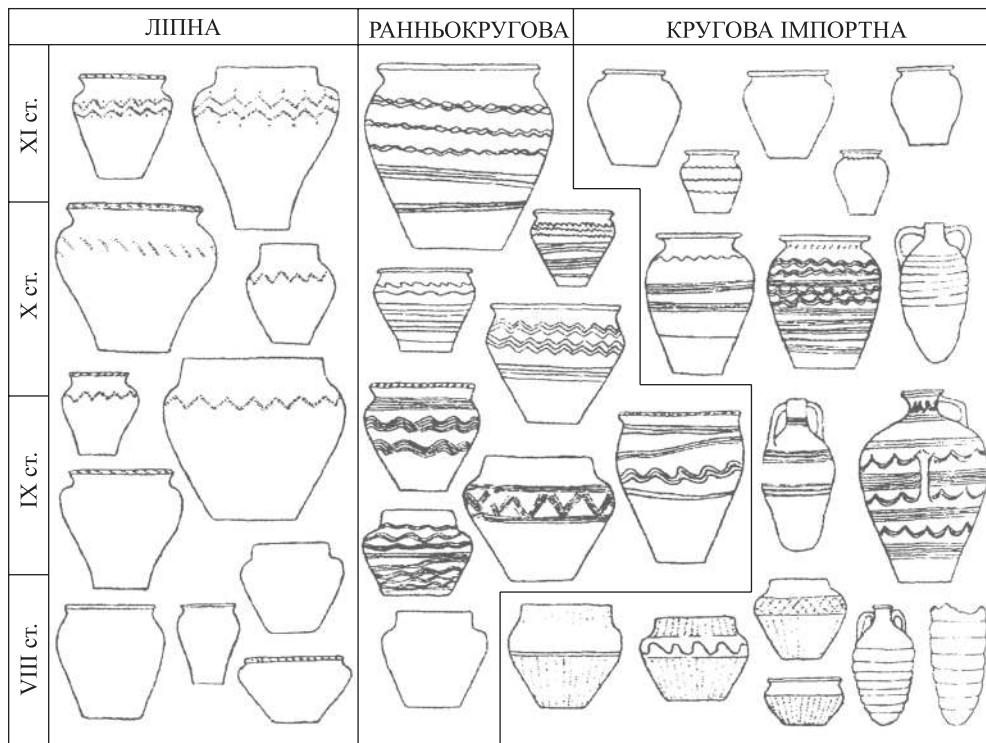 ЛІПНА
РАННЬОКРУГОВА
КРУГОВА ІМПОРТНА
XI ст.
X ст.
IX ст.
VIII ст.